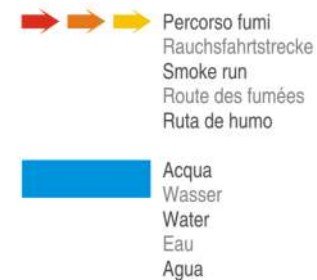 Percorso fumi
Rauchsfahrtstrecke
Smoke run
Route des fumées
Ruta de humo
Acqua
Wasser
Water
Eau
Agua